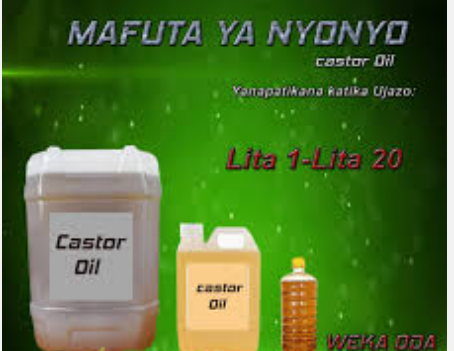 MAFUTA YA NYONYO
castor Oil
Yanapatikana katika Ujazo:
Lita 1-Lita 20
Castor
Oil
castor
Oil
WEKA ODA